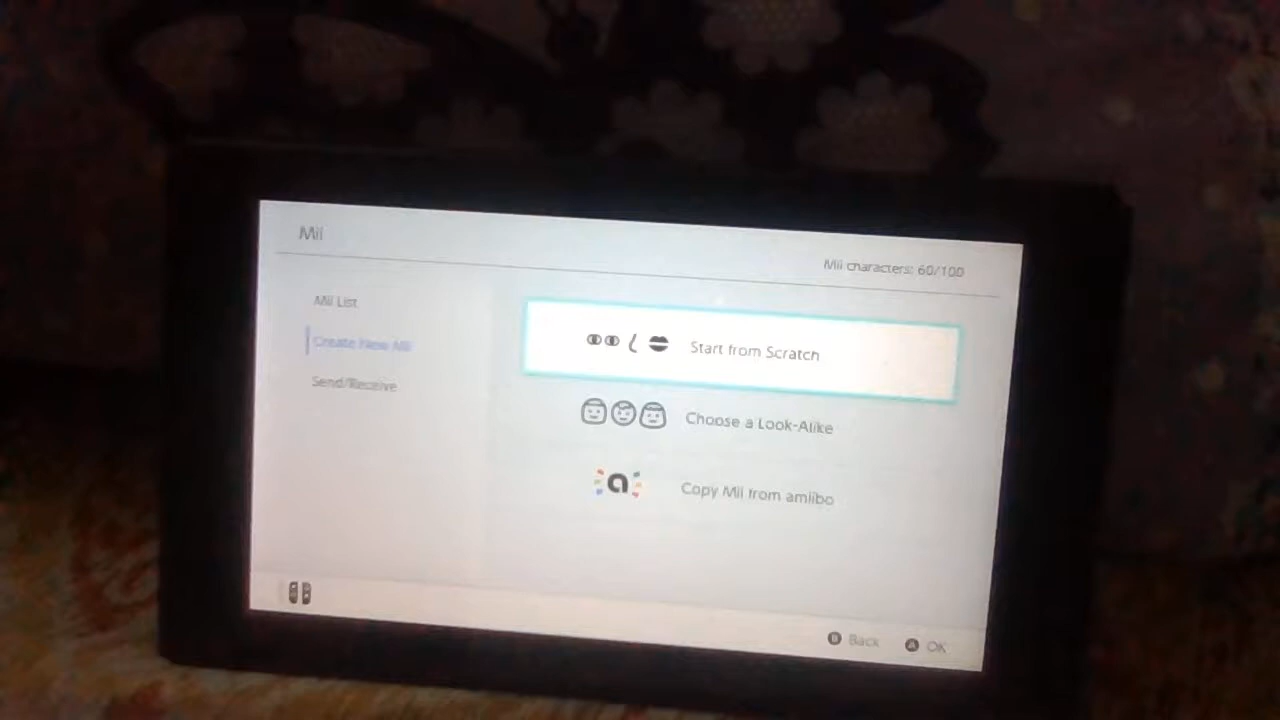 Mii
Mii characters: 60/100
Mii List
Create New Mii
Send/Receive
Start from Scratch
Choose a Look-Alike
Copy Mii from amiibo
Back
OK